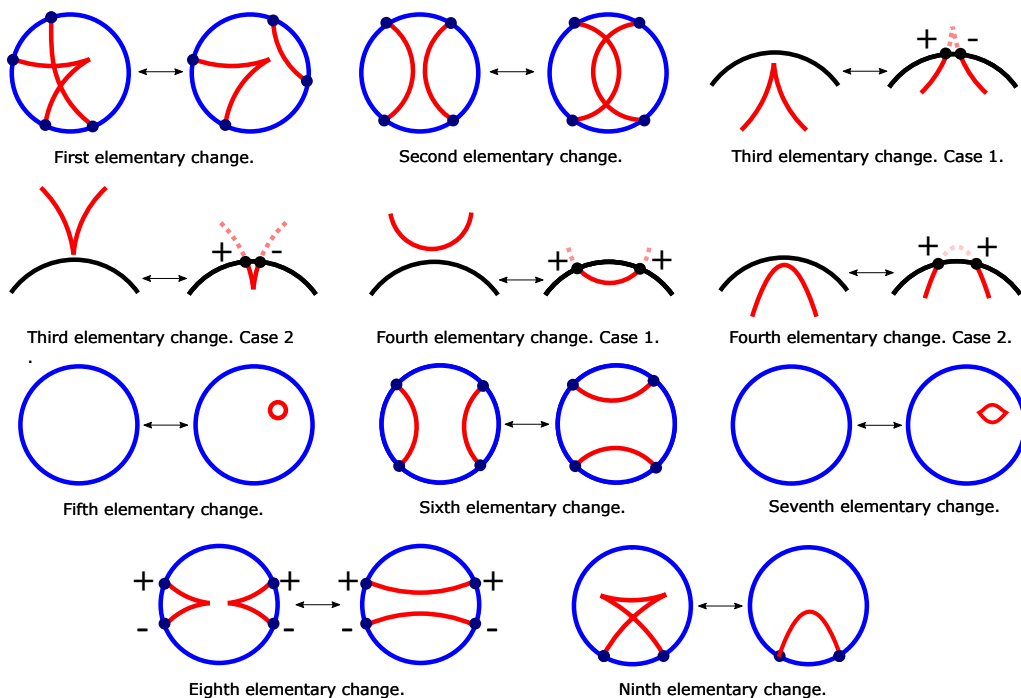 + -
First elementary change.
Second elementary change.
Third elementary change. Case 1.
+ -
+ +
+ +
Third elementary change. Case 2
.
Fourth elementary change. Case 1.
Fourth elementary change. Case 2.
Fifth elementary change.
Sixth elementary change.
Seventh elementary change.
+ + + +
- - - -
Eighth elementary change.
Ninth elementary change.